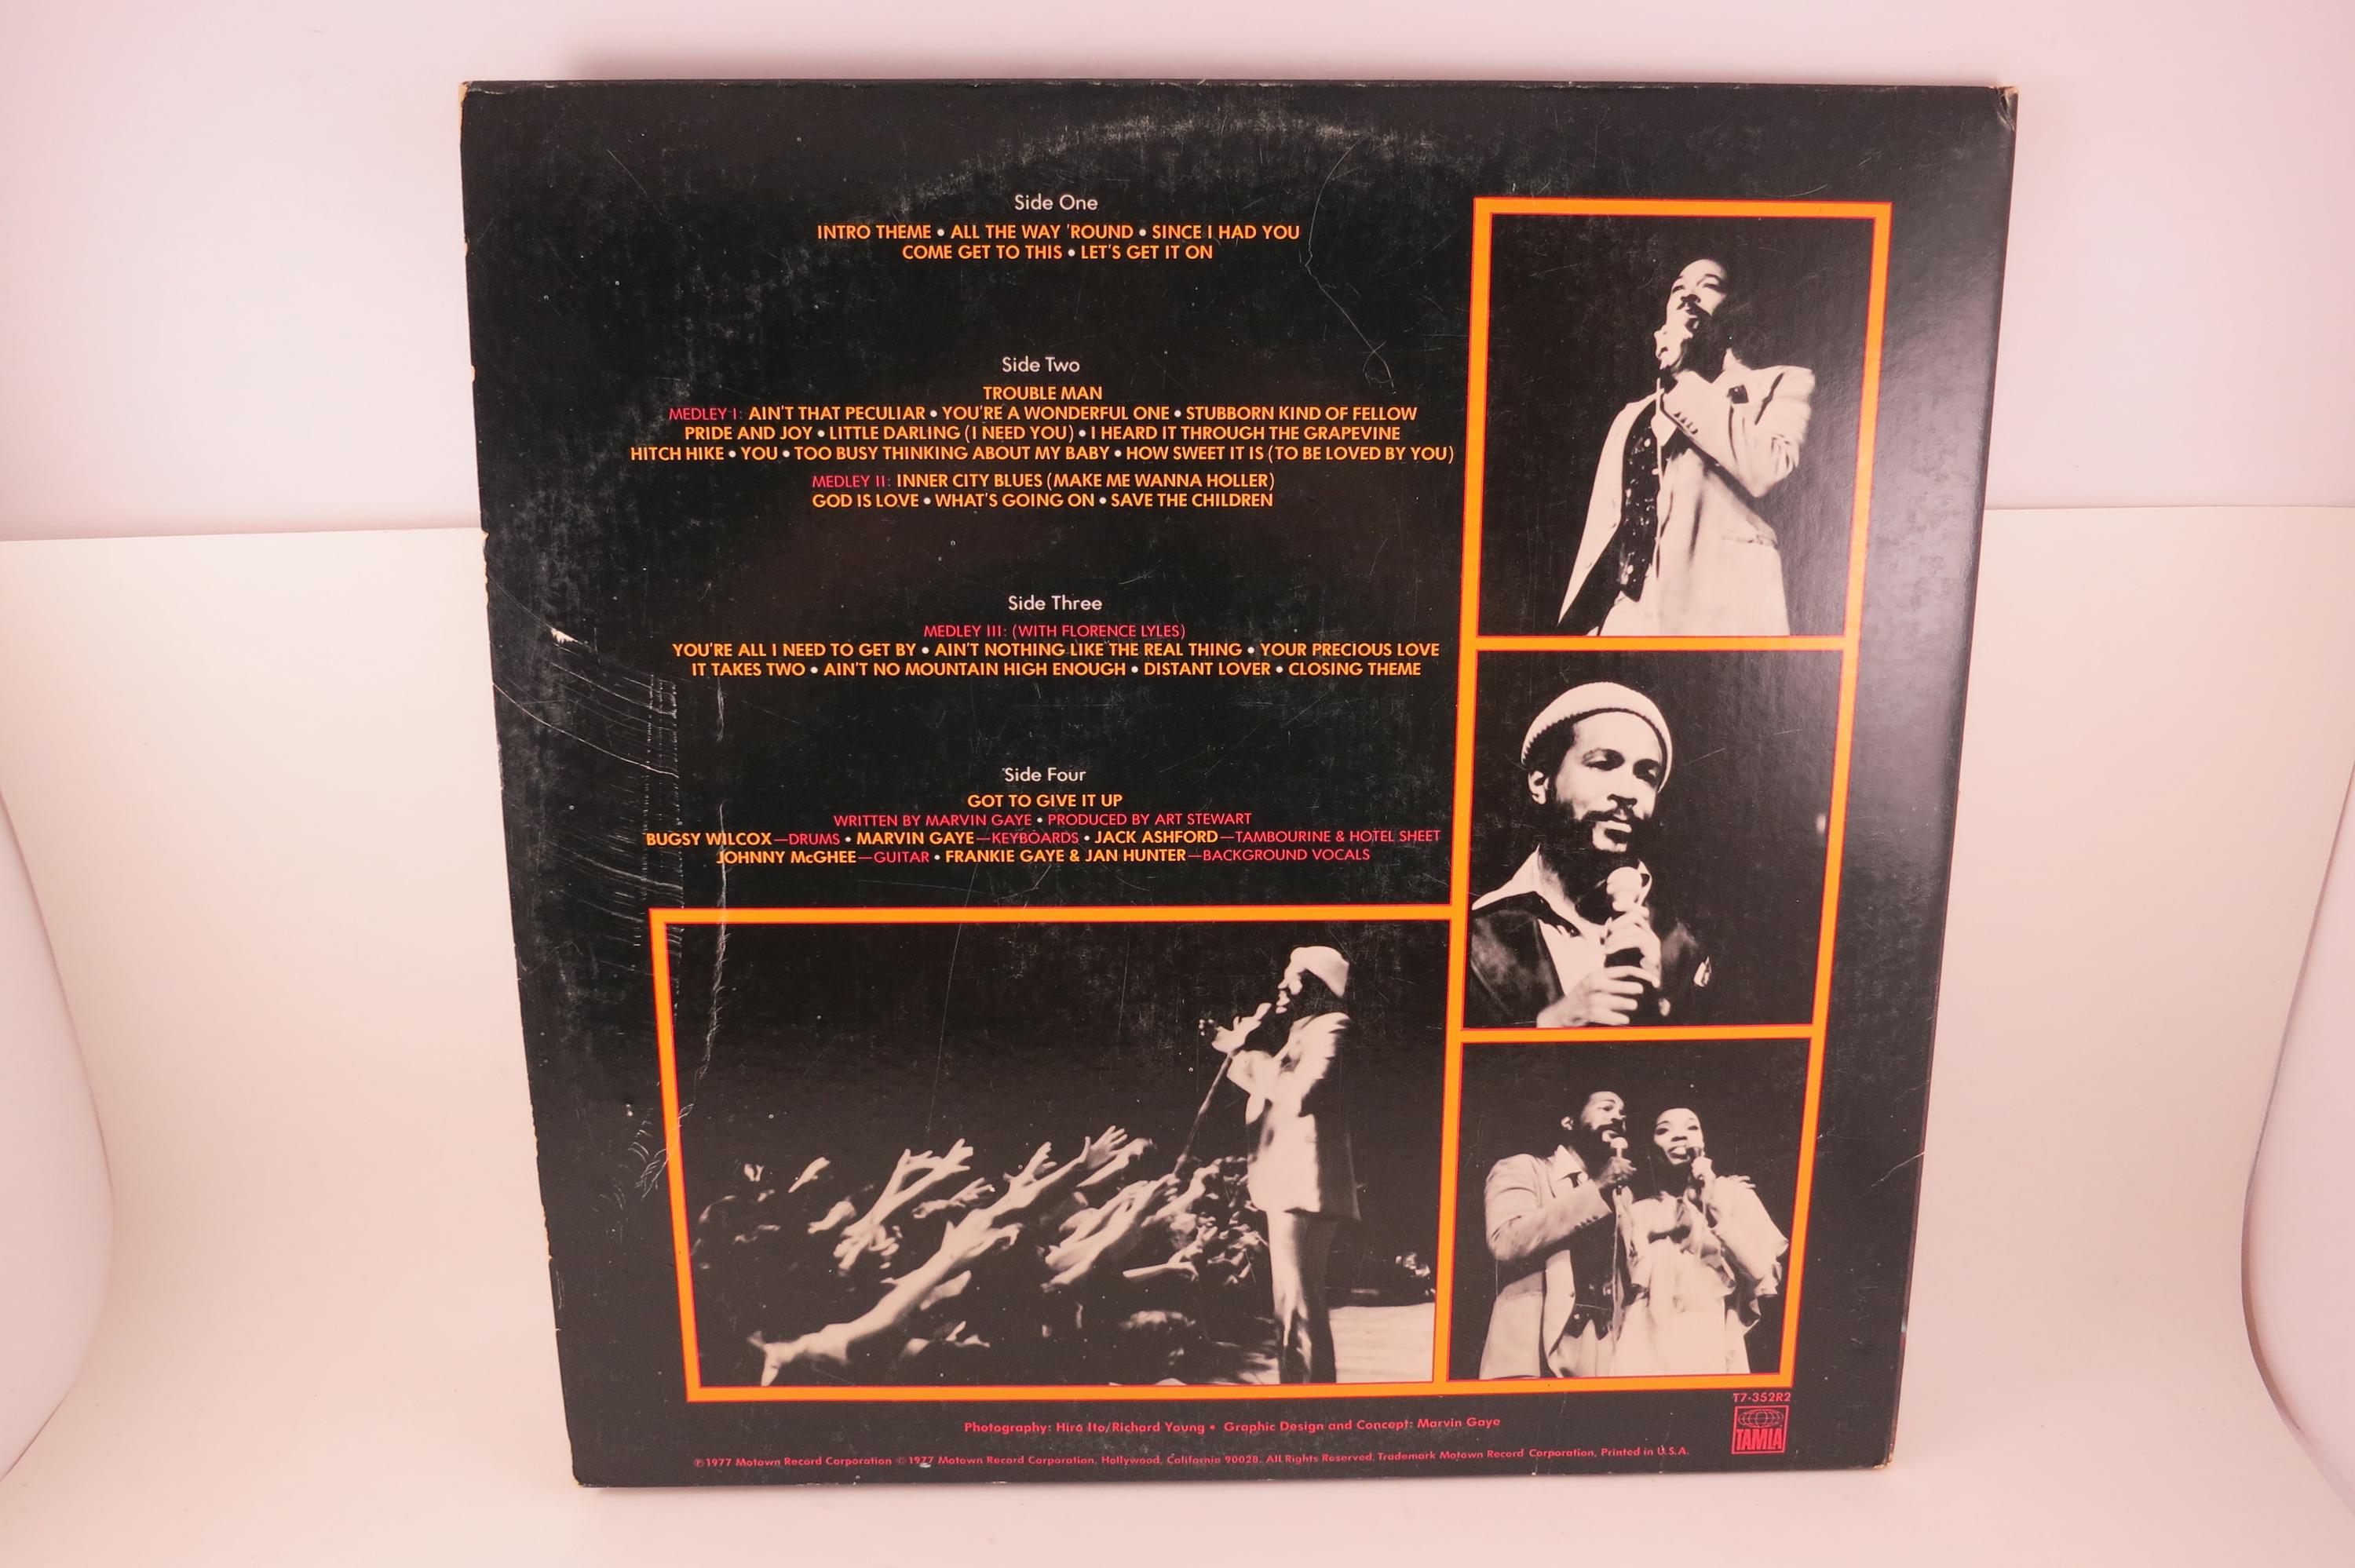 Side One
INTRO THEME • ALL THE WAY 'ROUND • SINCE I HAD YOU
COME GET TO THIS • LET'S GET IT ON
Side Two
TROUBLE MAN
MEDLEY I: AIN'T THAT PECULIAR • YOU'RE A WONDERFUL ONE • STUBBORN KIND OF FELLOW
PRIDE AND JOY • LITTLE DARLING (I NEED YOU) • I HEARD IT THROUGH THE GRAPEVINE
HITCH HIKE • YOU • TOO BUSY THINKING ABOUT MY BABY • HOW SWEET IT IS (TO BE LOVED BY YOU)
MEDLEY II: INNER CITY BLUES (MAKE ME WANNA HOLLER)
GOD IS LOVE • WHAT'S GOING ON • SAVE THE CHILDREN
Side Three
MEDLEY III: (WITH FLORENCE LYLES)
YOU'RE ALL I NEED TO GET BY • AIN'T NOTHING LIKE THE REAL THING • YOUR PRECIOUS LOVE
IT TAKES TWO • AIN'T NO MOUNTAIN HIGH ENOUGH • DISTANT LOVER • CLOSING THEME
Side Four
GOT TO GIVE IT UP
WRITTEN BY MARVIN GAYE • PRODUCED BY ART STEWART
BUGSY WILCOX—DRUMS • MARVIN GAYE—KEYBOARDS • JACK ASHFORD—TAMBOURINE & HOTEL SHEET
JOHNNY McGHEE—GUITAR • FRANKIE GAYE & JAN HUNTER—BACKGROUND VOCALS
T7-352R2
TAMLA
Photography: Hiro Ito/Richard Young • Graphic Design and Concept: Marvin Gaye
℗ 1977 Motown Record Corporation © 1977 Motown Record Corporation, Hollywood, California 90028. All Rights Reserved, Trademark Motown Record Corporation, Printed in U.S.A.